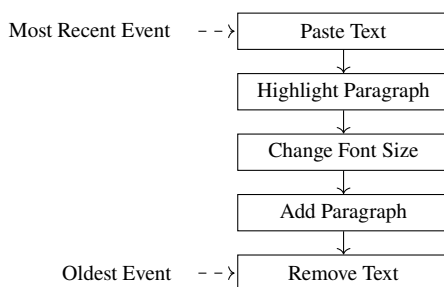 Most Recent Event Paste Text
Highlight Paragraph
Change Font Size
Add Paragraph
Oldest Event Remove Text